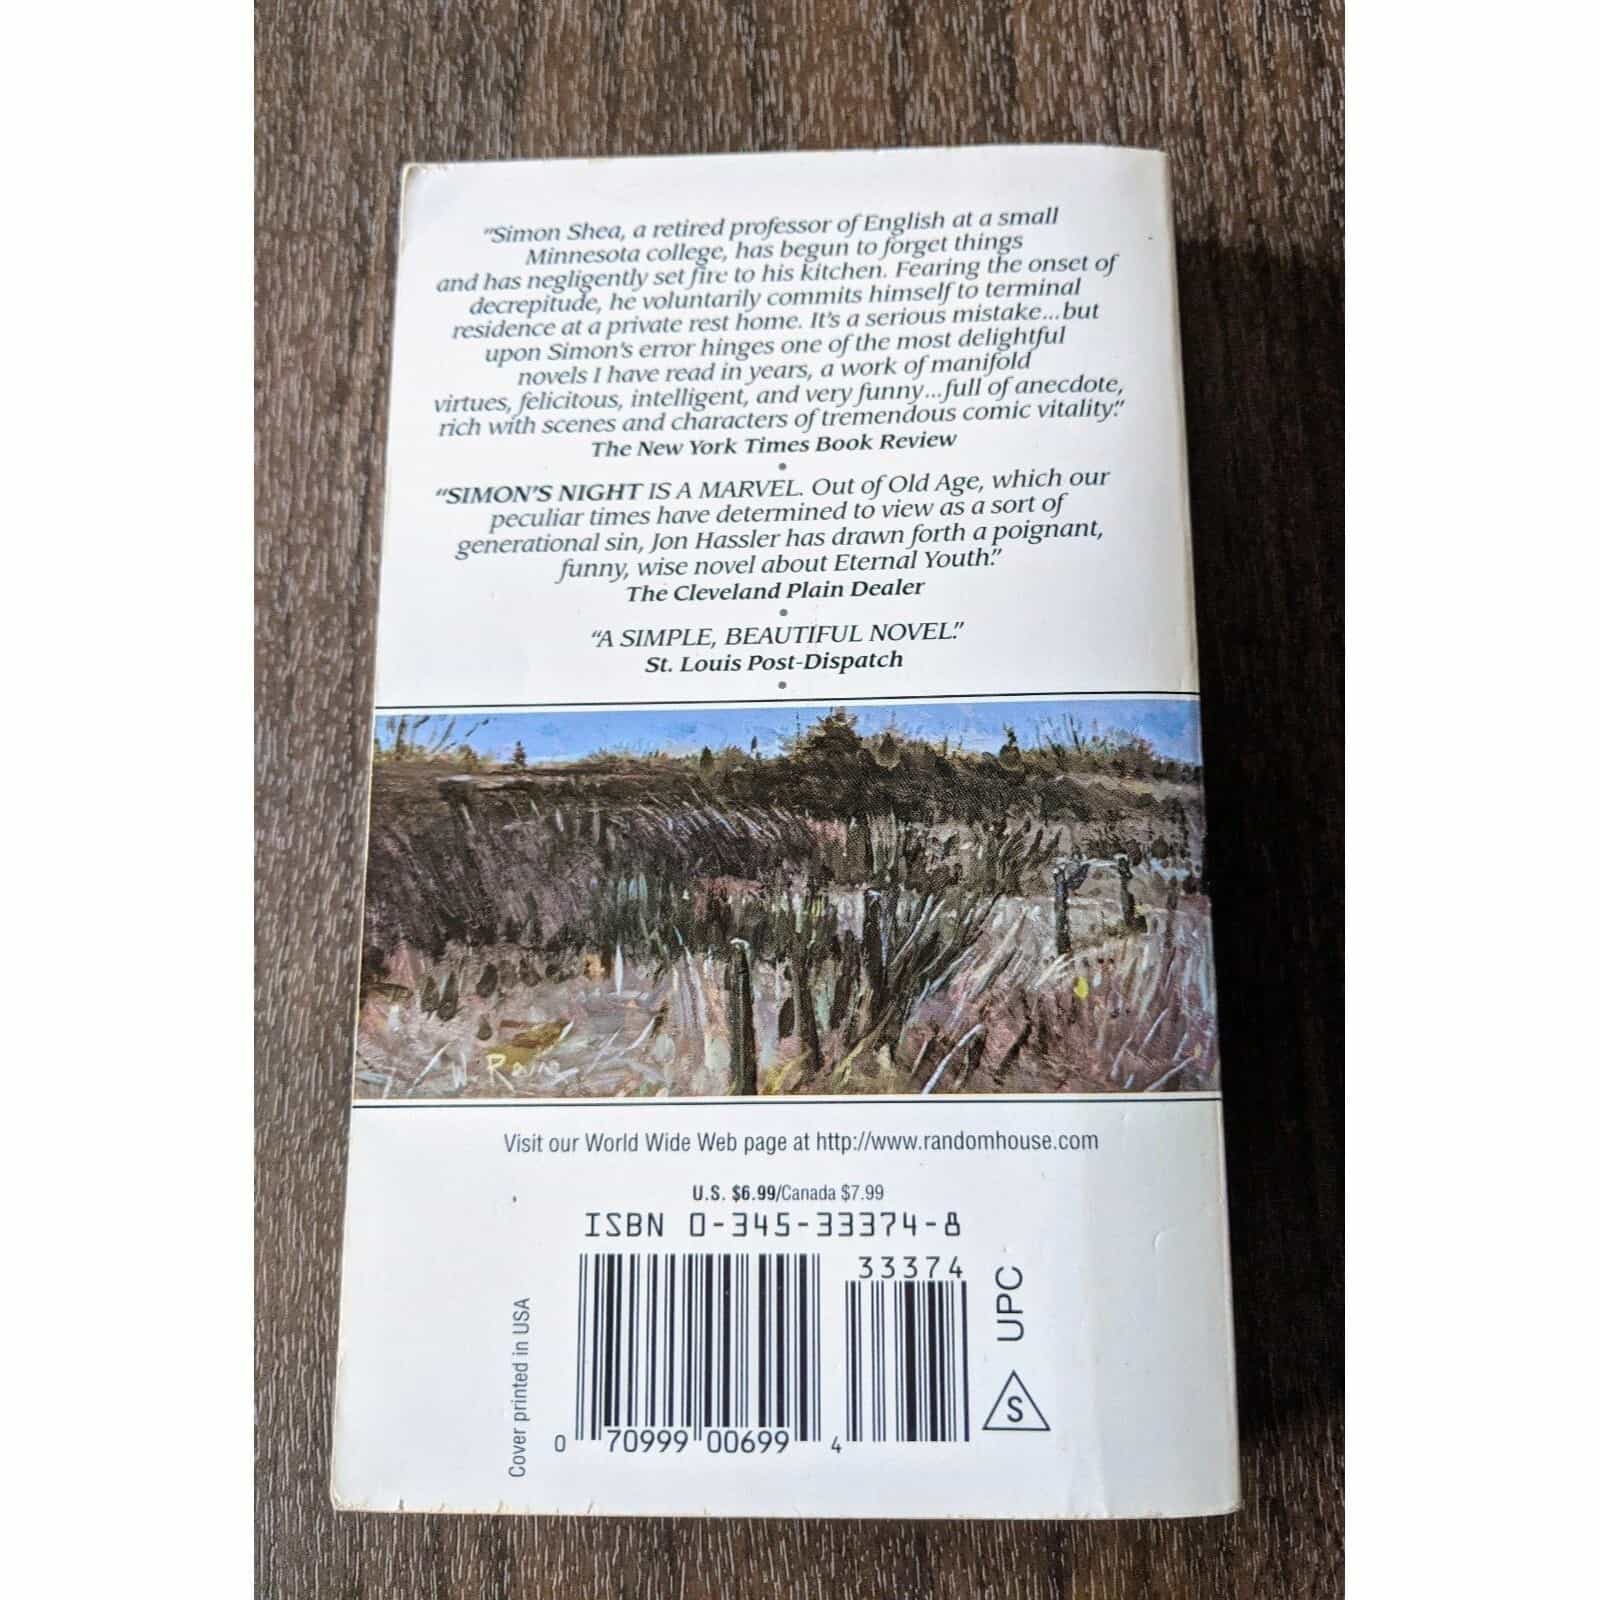 "Simon Shea, a retired professor of English at a small
Minnesota college, has begun to forget things
and has negligently set fire to his kitchen. Fearing the onset of
decrepitude, he voluntarily commits himself to terminal
residence at a private rest home. It's a serious mistake...but
upon Simon's error hinges one of the most delightful
novels I have read in years, a work of manifold
virtues, felicitous, intelligent, and very funny...full of anecdote,
rich with scenes and characters of tremendous comic vitality."
The New York Times Book Review
•
"SIMON'S NIGHT IS A MARVEL. Out of Old Age, which our
peculiar times have determined to view as a sort of
generational sin, Jon Hassler has drawn forth a poignant,
funny, wise novel about Eternal Youth."
The Cleveland Plain Dealer
•
"A SIMPLE, BEAUTIFUL NOVEL."
St. Louis Post-Dispatch
•
Visit our World Wide Web page at http://www.randomhouse.com
U.S. $6.99/Canada $7.99
ISBN 0-345-33374-8
33374
0 70999 00699 4
Cover printed in USA
UPC
S